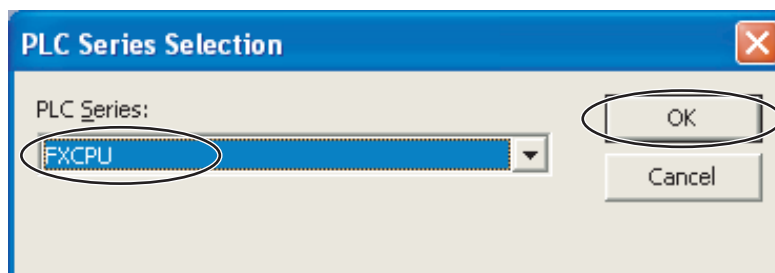 PLC Series Selection
PLC Series:
OK
FXCPU
Cancel